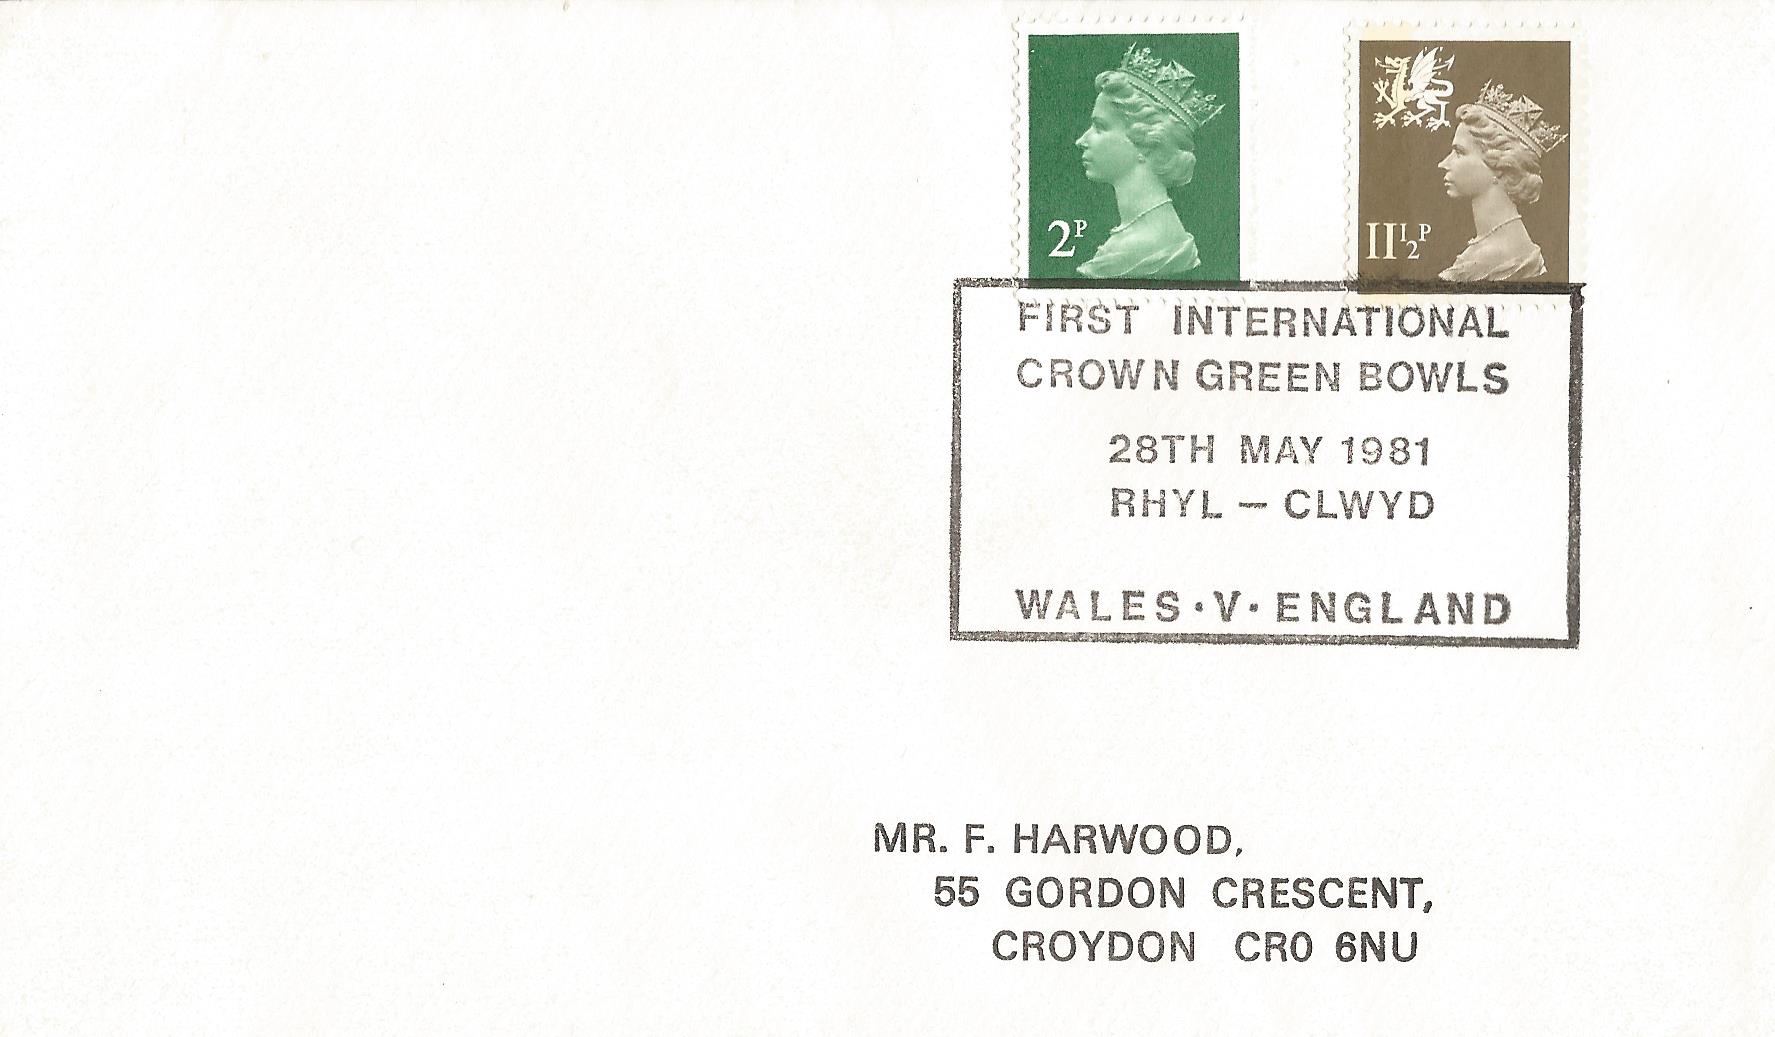 2P
11½P
FIRST INTERNATIONAL
CROWN GREEN BOWLS
28TH MAY 1981
RHYL – CLWYD
WALES · V · ENGLAND
MR. F. HARWOOD,
55 GORDON CRESCENT,
CROYDON CR0 6NU